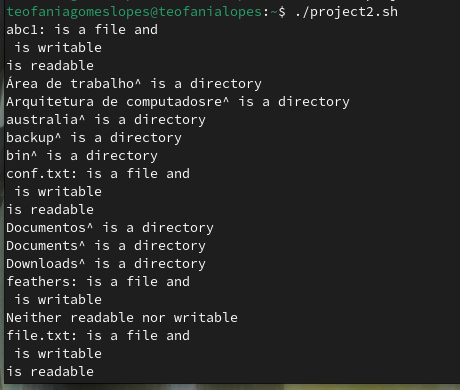 teofaniagomeslopes@teofanialopes:~$ ./project2.sh
abc1: is a file and
 is writable
is readable
Área de trabalho^ is a directory
Arquitetura de computadosre^ is a directory
australia^ is a directory
backup^ is a directory
bin^ is a directory
conf.txt: is a file and
 is writable
is readable
Documentos^ is a directory
Documents^ is a directory
Downloads^ is a directory
feathers: is a file and
 is writable
Neither readable nor writable
file.txt: is a file and
 is writable
is readable